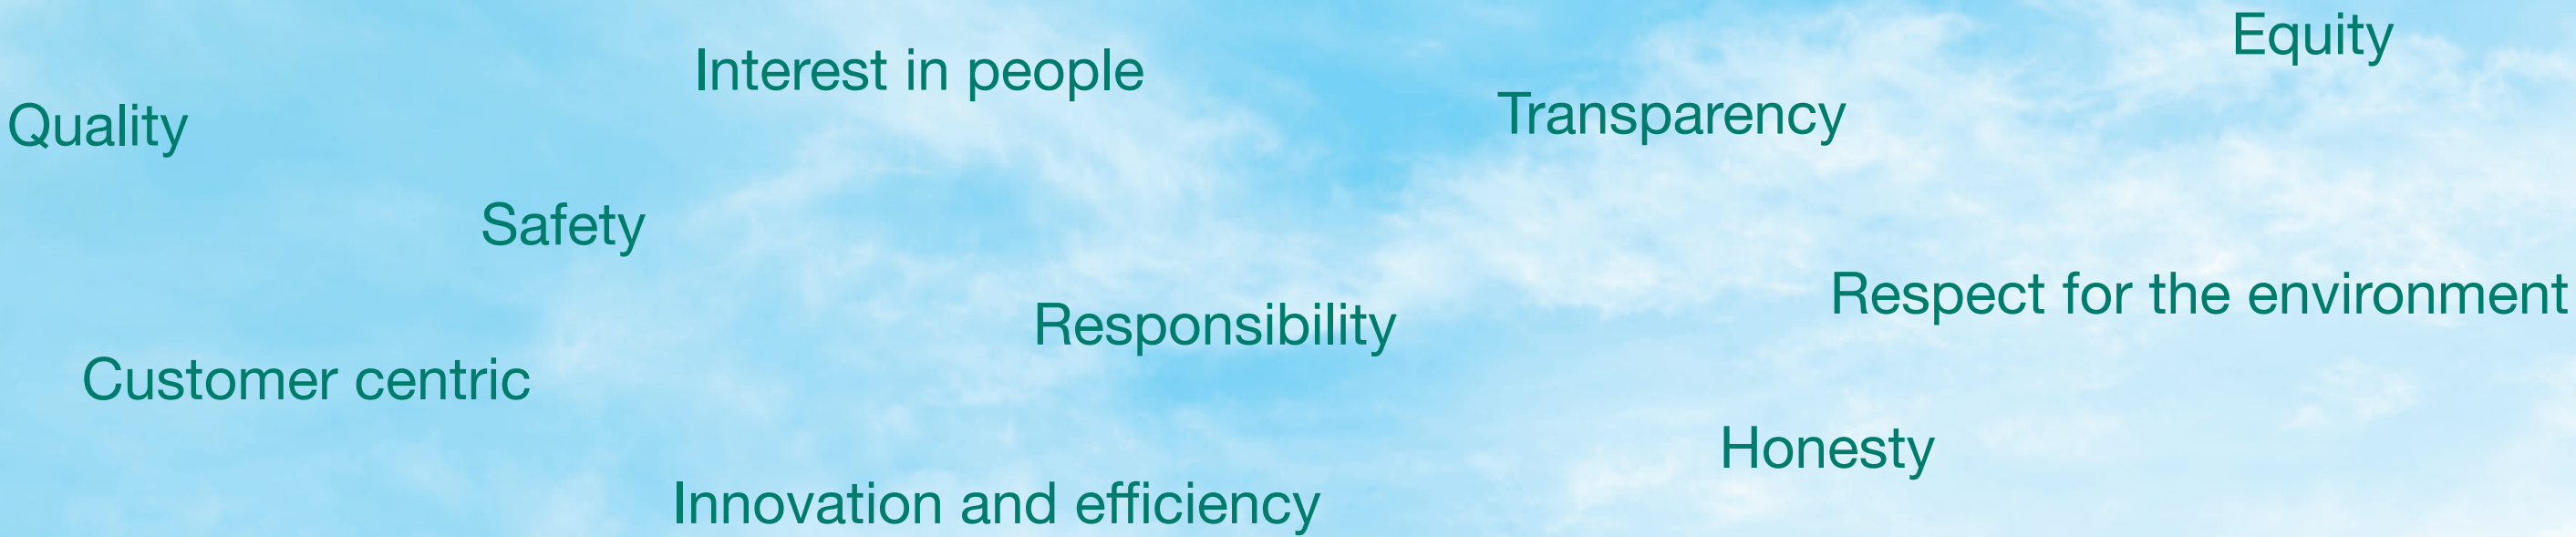 Equity
Interest in people
Transparency
Quality
Safety
Respect for the environment
Responsibility
Customer centric
Honesty
Innovation and efficiency